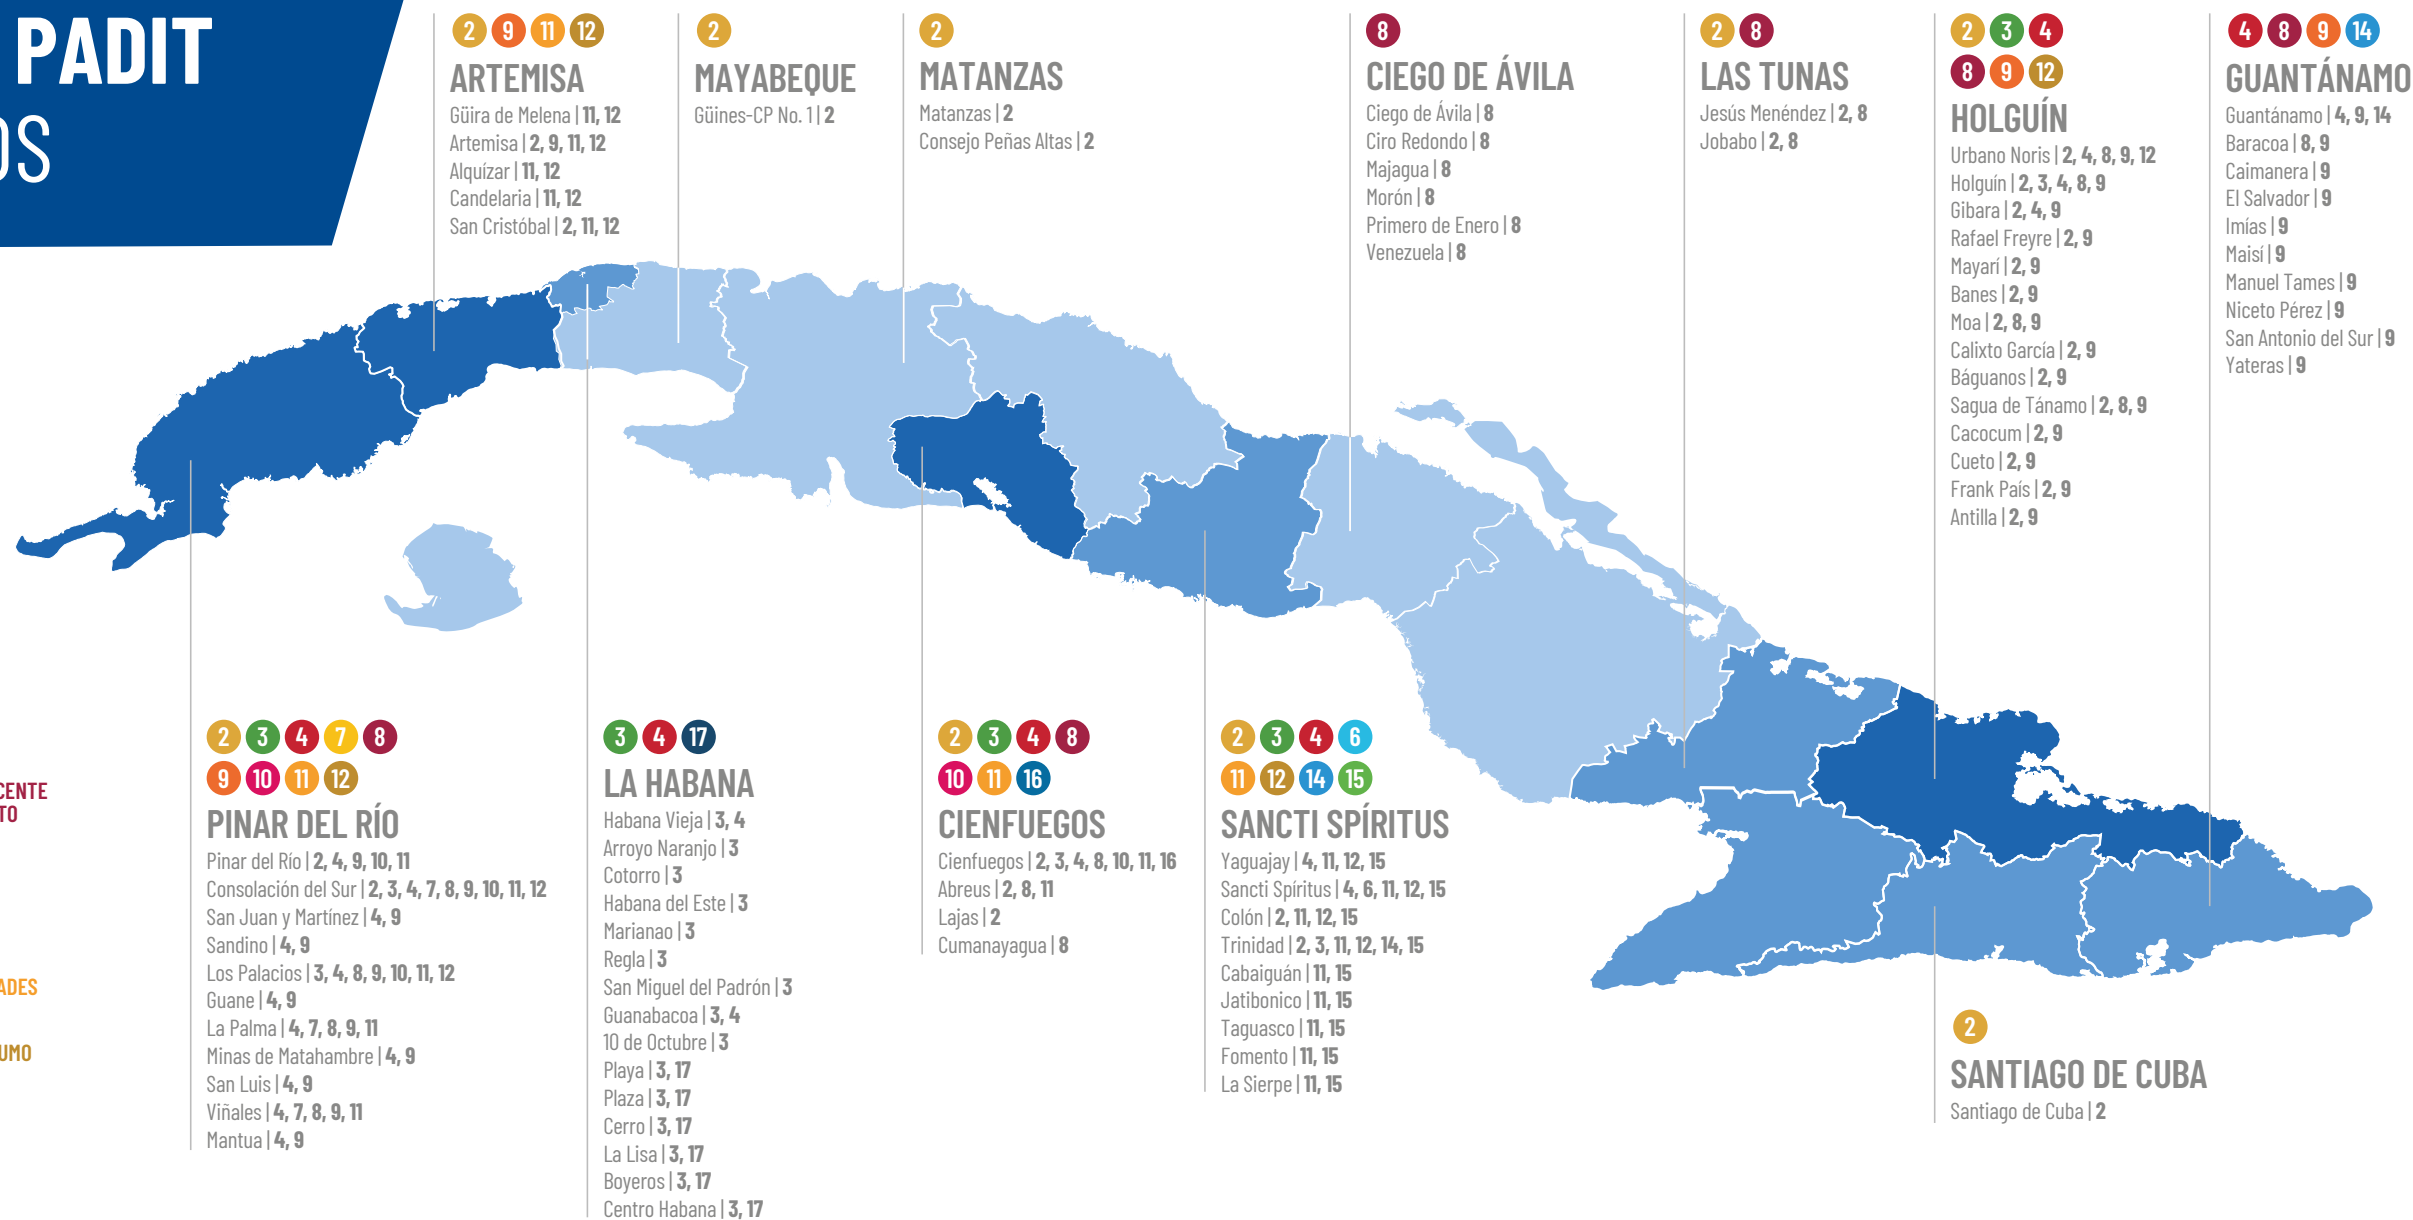 PADIT
OS
CENTE
TO
ADES
UMO
2 9 11 12
ARTEMISA
Güira de Melena | 11, 12
Artemisa | 2, 9, 11, 12
Alquízar | 11, 12
Candelaria | 11, 12
San Cristóbal | 2, 11, 12
2
MAYABEQUE
Güines-CP No. 1 | 2
2
MATANZAS
Matanzas | 2
Consejo Peñas Altas | 2
8
CIEGO DE ÁVILA
Ciego de Ávila | 8
Ciro Redondo | 8
Majagua | 8
Morón | 8
Primero de Enero | 8
Venezuela | 8
2 8
LAS TUNAS
Jesús Menéndez | 2, 8
Jobabo | 2, 8
2 3 4
8 9 12
HOLGUÍN
Urbano Noris | 2, 4, 8, 9, 12
Holguín | 2, 3, 4, 8, 9
Gibara | 2, 4, 9
Rafael Freyre | 2, 9
Mayarí | 2, 9
Banes | 2, 9
Moa | 2, 8, 9
Calixto García | 2, 9
Báguanos | 2, 9
Sagua de Tánamo | 2, 8, 9
Cacocum | 2, 9
Cueto | 2, 9
Frank País | 2, 9
Antilla | 2, 9
4 8 9 14
GUANTÁNAMO
Guantánamo | 4, 9, 14
Baracoa | 8, 9
Caimanera | 9
El Salvador | 9
Imías | 9
Maisí | 9
Manuel Tames | 9
Niceto Pérez | 9
San Antonio del Sur | 9
Yateras | 9
2 3 4 7 8
9 10 11 12
PINAR DEL RÍO
Pinar del Río | 2, 4, 9, 10, 11
Consolación del Sur | 2, 3, 4, 7, 8, 9, 10, 11, 12
San Juan y Martínez | 4, 9
Sandino | 4, 9
Los Palacios | 3, 4, 8, 9, 10, 11, 12
Guane | 4, 9
La Palma | 4, 7, 8, 9, 11
Minas de Matahambre | 4, 9
San Luis | 4, 9
Viñales | 4, 7, 8, 9, 11
Mantua | 4, 9
3 4 17
LA HABANA
Habana Vieja | 3, 4
Arroyo Naranjo | 3
Cotorro | 3
Habana del Este | 3
Marianao | 3
Regla | 3
San Miguel del Padrón | 3
Guanabacoa | 3, 4
10 de Octubre | 3
Playa | 3, 17
Plaza | 3, 17
Cerro | 3, 17
La Lisa | 3, 17
Boyeros | 3, 17
Centro Habana | 3, 17
2 3 4 8
10 11 16
CIENFUEGOS
Cienfuegos | 2, 3, 4, 8, 10, 11, 16
Abreus | 2, 8, 11
Lajas | 2
Cumanayagua | 8
2 3 4 6
11 12 14 15
SANCTI SPÍRITUS
Yaguajay | 4, 11, 12, 15
Sancti Spíritus | 4, 6, 11, 12, 15
Colón | 2, 11, 12, 15
Trinidad | 2, 3, 11, 12, 14, 15
Cabaiguán | 11, 15
Jatibonico | 11, 15
Taguasco | 11, 15
Fomento | 11, 15
La Sierpe | 11, 15
2
SANTIAGO DE CUBA
Santiago de Cuba | 2